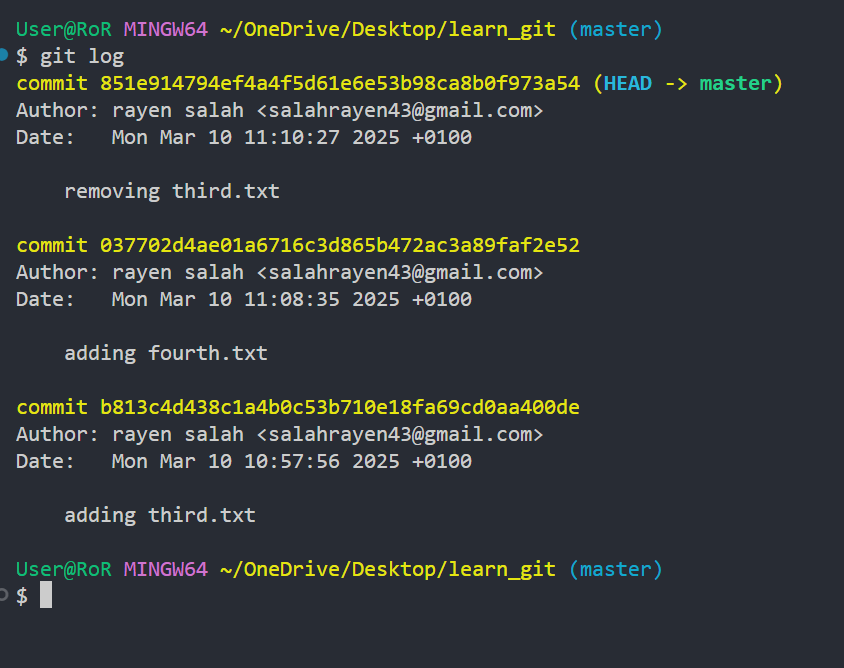 User@RoR MINGW64 ~/OneDrive/Desktop/learn_git (master)
$ git log
commit 851e914794ef4a4f5d61e6e53b98ca8b0f973a54 (HEAD -> master)
Author: rayen salah <salahrayen43@gmail.com>
Date:   Mon Mar 10 11:10:27 2025 +0100

    removing third.txt

commit 037702d4ae01a6716c3d865b472ac3a89faf2e52
Author: rayen salah <salahrayen43@gmail.com>
Date:   Mon Mar 10 11:08:35 2025 +0100

    adding fourth.txt

commit b813c4d438c1a4b0c53b710e18fa69cd0aa400de
Author: rayen salah <salahrayen43@gmail.com>
Date:   Mon Mar 10 10:57:56 2025 +0100

    adding third.txt

User@RoR MINGW64 ~/OneDrive/Desktop/learn_git (master)
$